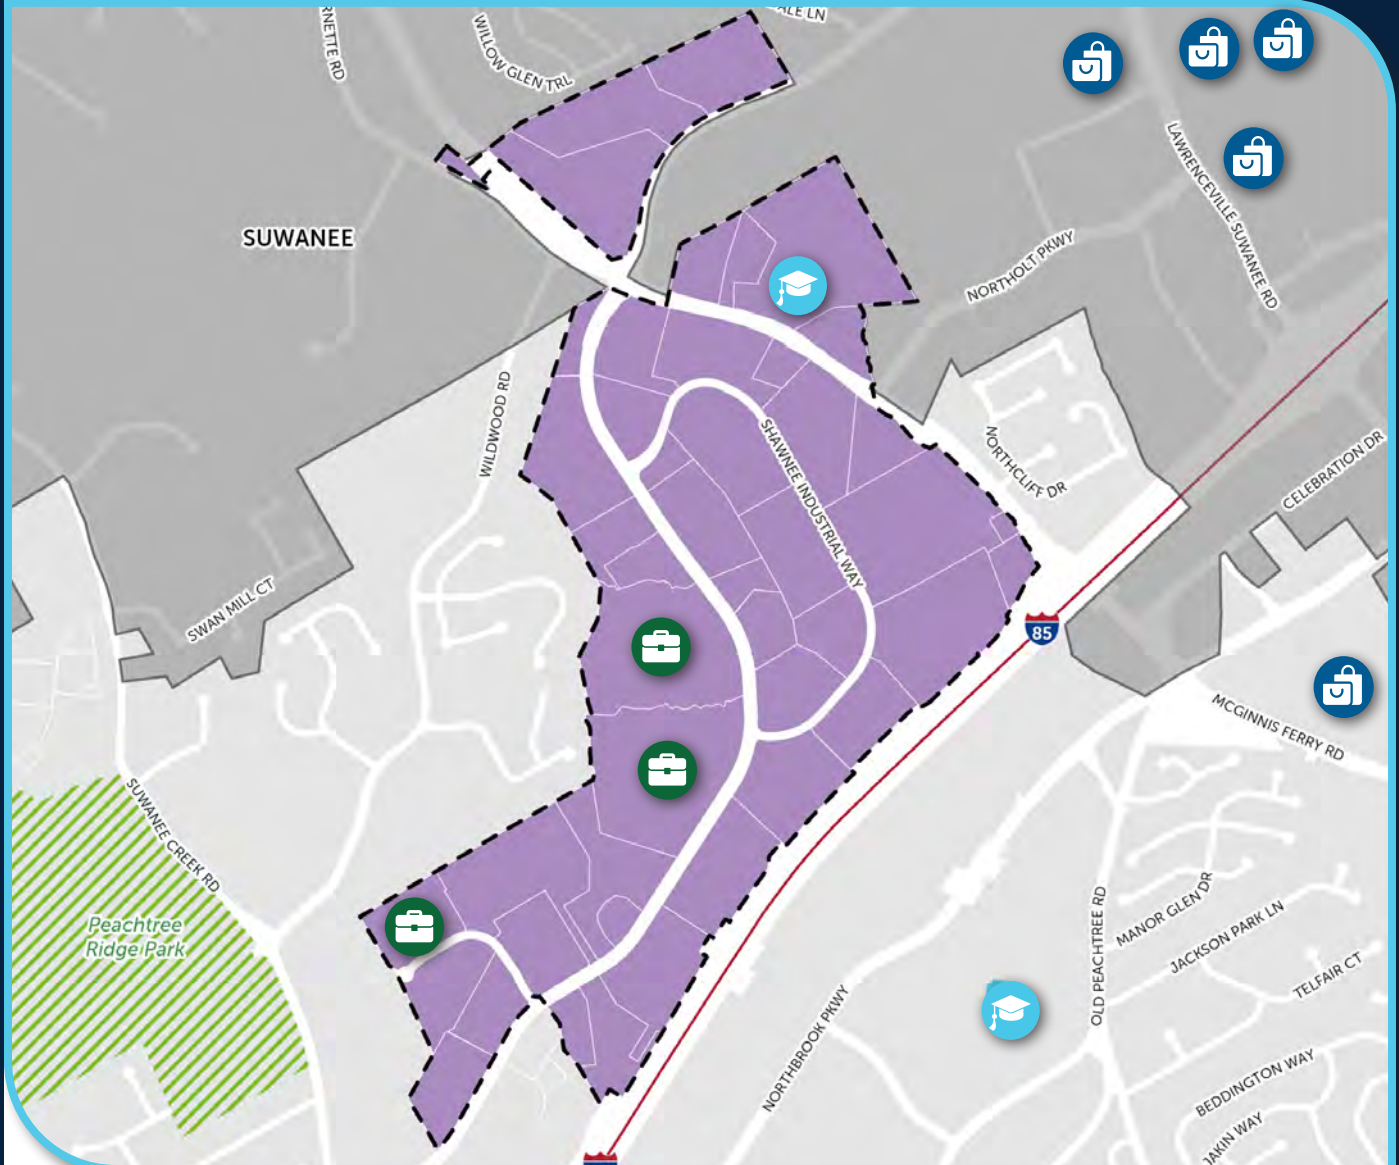 WILLOW GLEN TRL
SUWANEE
LAWRENCEVILLE SUWANEE RD
NORTHOLT PKWY
WILDWOOD RD
SHAWNEE INDUSTRIAL WAY
NORTHCLIFF DR
CELEBRATION DR
SWAN MILL CT
85
MCGINNIS FERRY RD
SUWANEE CREEK RD
Peachtree
Ridge Park
MANOR GLEN DR
JACKSON PARK LN
OLD PEACHTREE RD
TELFAIR CT
NORTHBROOK PKWY
BEDDINGTON WAY
JAKIN WAY